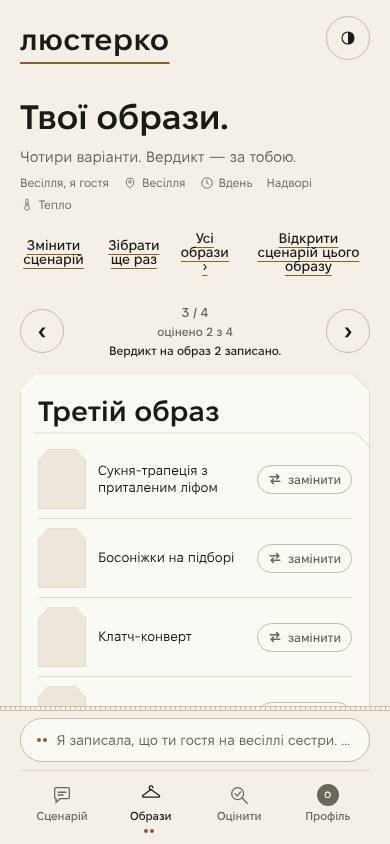 люстерко
Твої образи.
Чотири варіанти. Вердикт — за тобою.
Весілля, я гостя Весілля Вдень Надворі
Тепло
Змінити сценарій
Зібрати ще раз
Усі образи ›
Відкрити сценарій цього образу
‹
3 / 4
оцінено 2 з 4
Вердикт на образ 2 записано.
›
Третій образ
Сукня-трапеція з
приталеним ліфом
замінити
Босоніжки на підборі
замінити
Клатч-конверт
замінити
Я записала, що ти гостя на весіллі сестри. ...
Сценарій Образи Оцінити Профіль
О